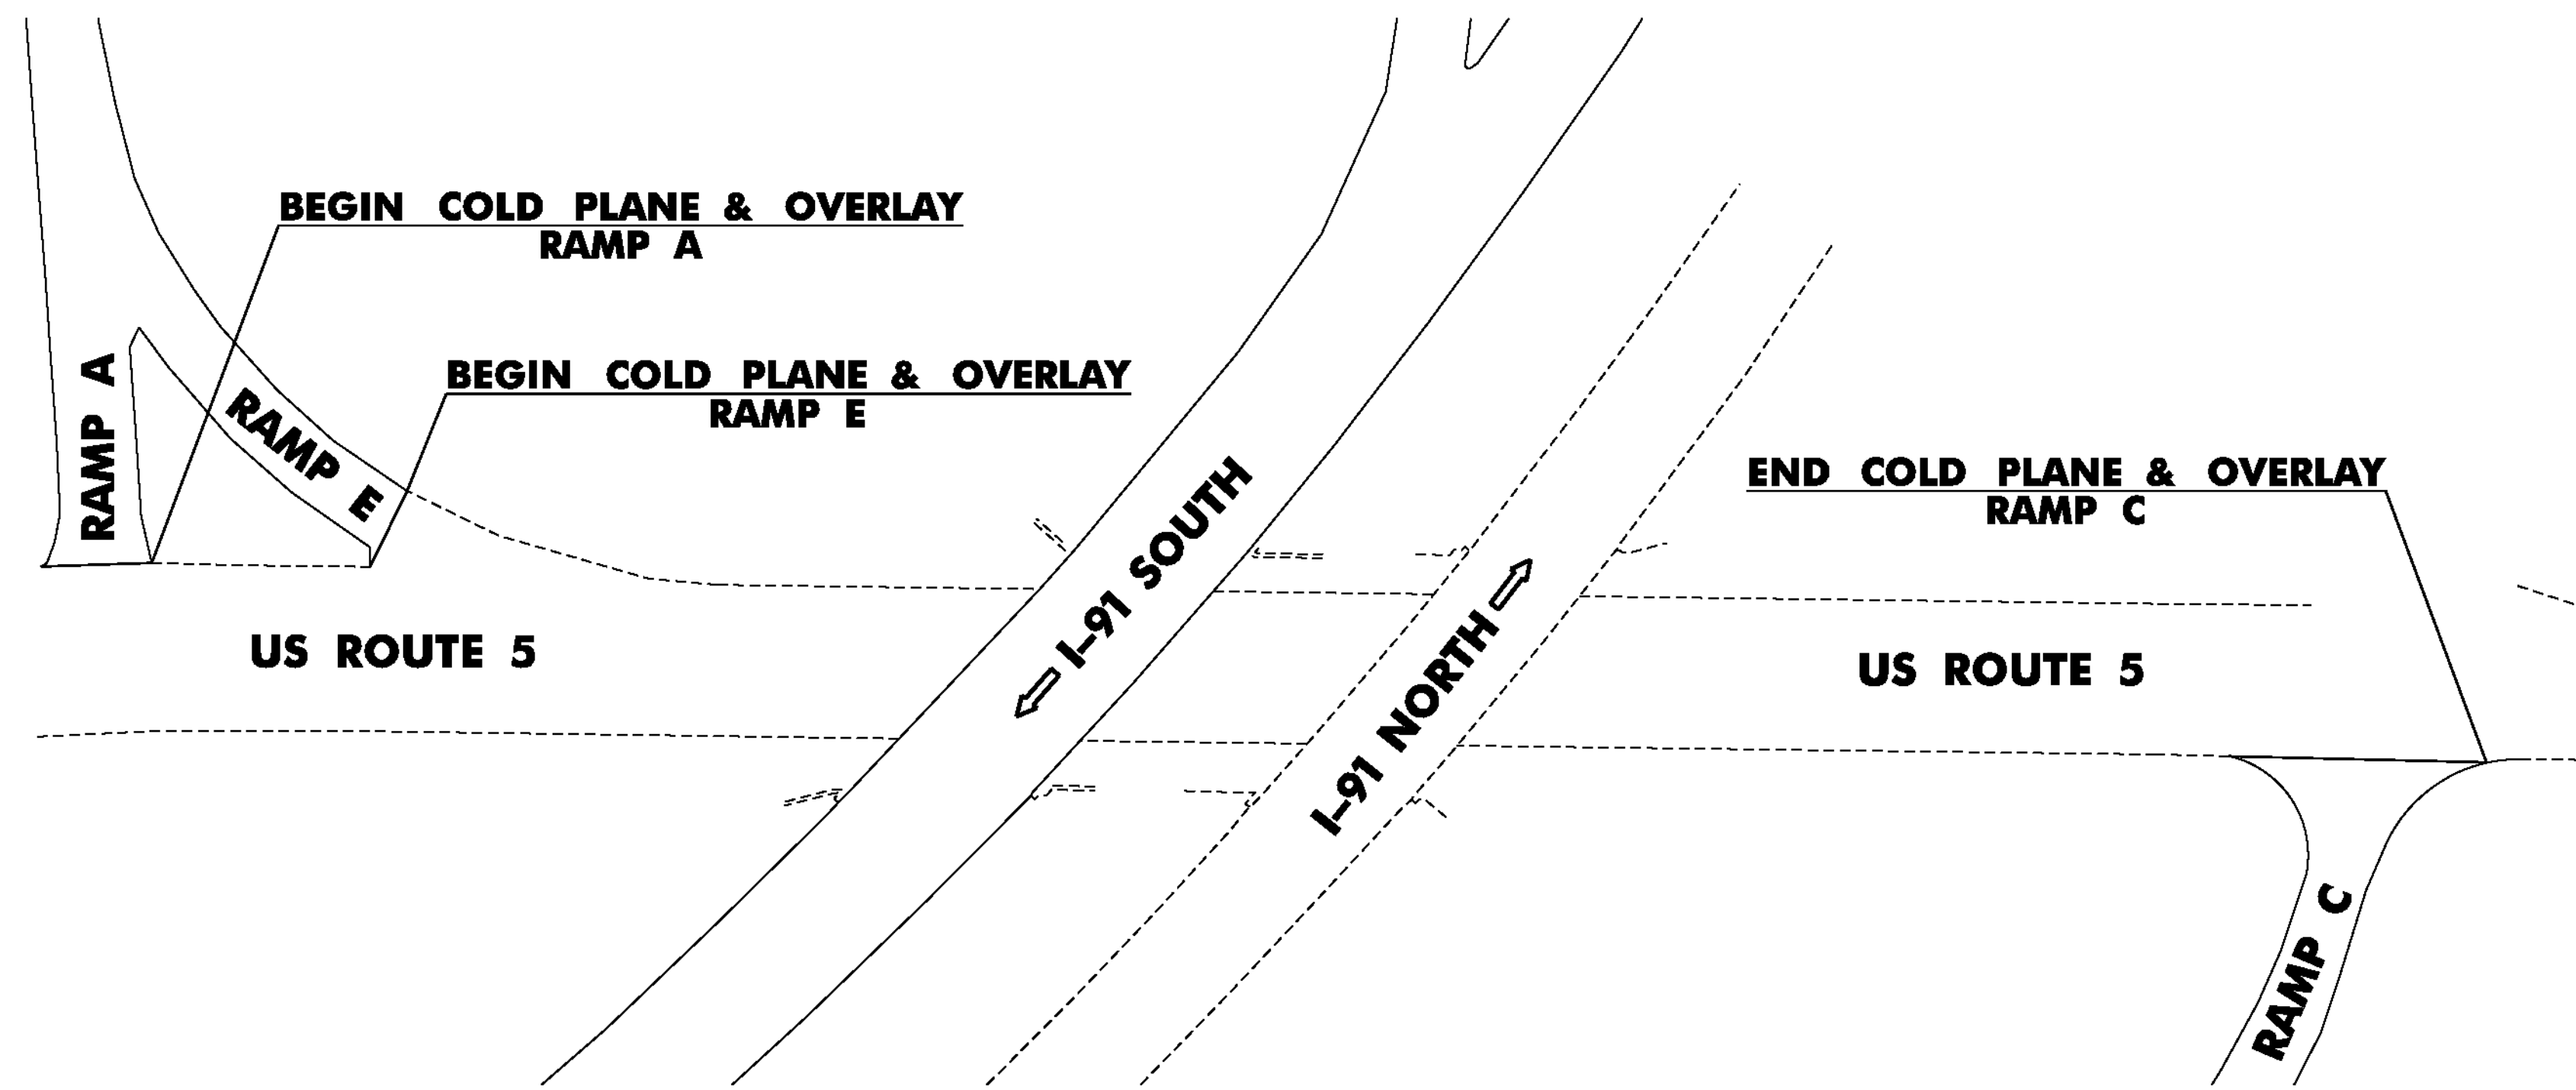 BEGIN COLD PLANE & OVERLAY
RAMP A
BEGIN COLD PLANE & OVERLAY
RAMP E
RAMP A
RAMP E
END COLD PLANE & OVERLAY
RAMP C
I-91 SOUTH
I-91 NORTH
US ROUTE 5
US ROUTE 5
RAMP C